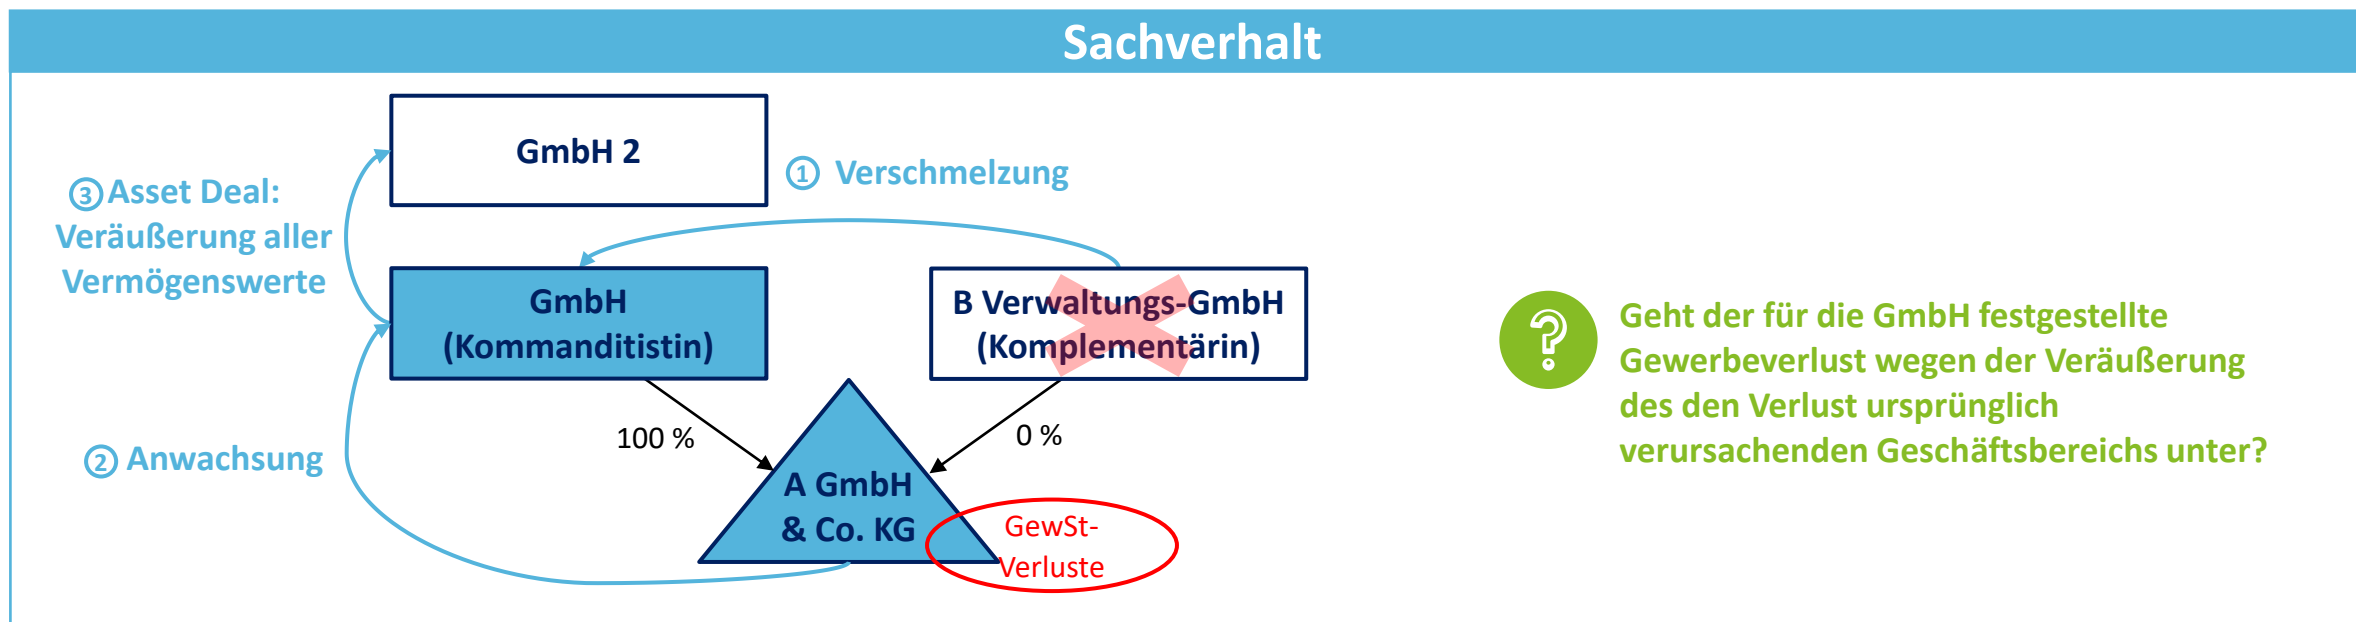 Sachverhalt
GmbH 2
① Verschmelzung
③ Asset Deal:
Veräußerung aller
Vermögenswerte
GmbH
(Kommanditistin)
B Verwaltungs-GmbH
(Komplementärin)
100 %
0 %
② Anwachsung
A GmbH
& Co. KG
GewSt-
Verluste
?
Geht der für die GmbH festgestellte
Gewerbeverlust wegen der Veräußerung
des den Verlust ursprünglich
verursachenden Geschäftsbereichs unter?